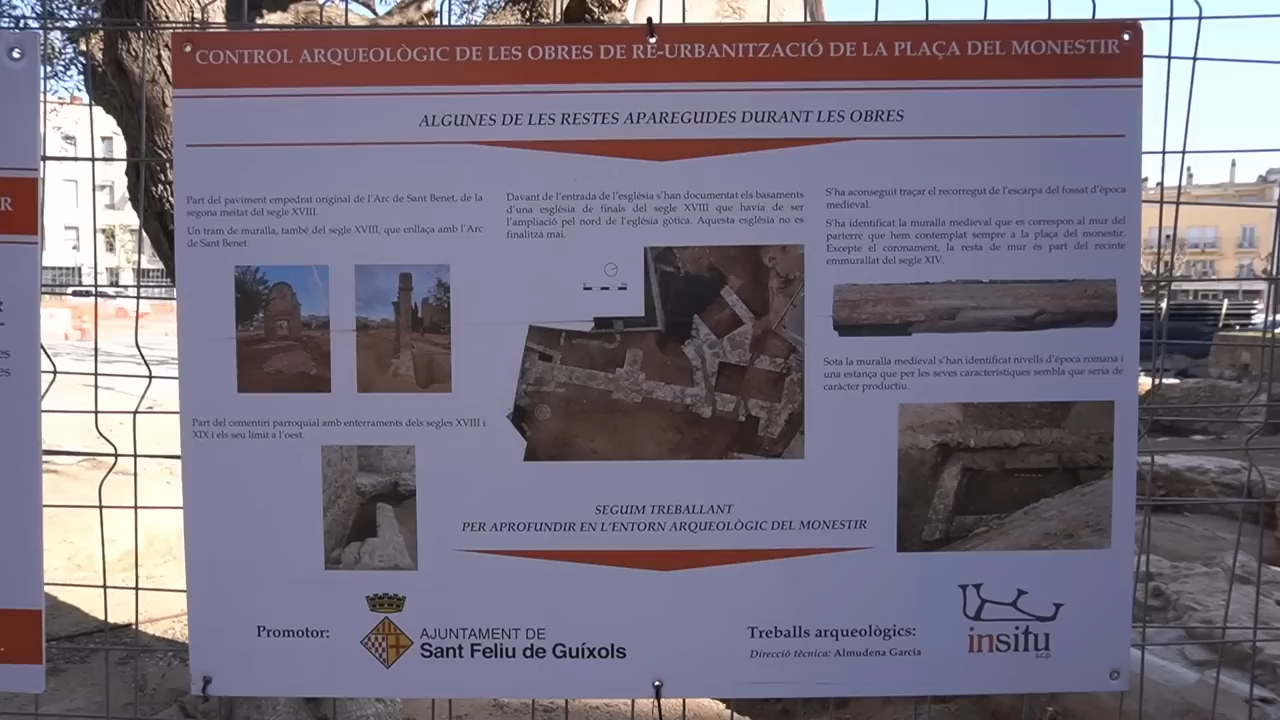 CONTROL ARQUEOLÒGIC DE LES OBRES DE RE-URBANITZACIÓ DE LA PLAÇA DEL MONESTIR
ALGUNES DE LES RESTES APAREGUDES DURANT LES OBRES
Part del paviment empedrat original de l'Arc de Sant Benet, de la
segona meitat del segle XVIII.
Un tram de muralla, també del segle XVIII, que enllaça amb l'Arc
de Sant Benet.
Part del cementiri parroquial amb enterraments dels segles XVIII i
XIX i els seu límit a l'oest.
Davant de l'entrada de l'església s'han documentat els basaments
d'una església de finals del segle XVIII que havia de ser
l'ampliació pel nord de l'església gòtica. Aquesta església no es
finalitzà mai.
S'ha aconseguit traçar el recorregut de l'escarpa del fossat d'època
medieval.
S'ha identificat la muralla medieval que es correspon al mur del
parterre que hem contemplat sempre a la plaça del monestir.
Excepte el coronament, la resta de mur és part del recinte
emmurallat del segle XIV.
Sota la muralla medieval s'han identificat nivells d'època romana i
una estança que per les seves característiques sembla que seria de
caràcter productiu.
SEGUIM TREBALLANT
PER APROFUNDIR EN L'ENTORN ARQUEOLÒGIC DEL MONESTIR
Promotor:
AJUNTAMENT DE
Sant Feliu de Guíxols
Treballs arqueològics:
Direcció tècnica: Almudena García
insitu
s.c.p.
R
es
es